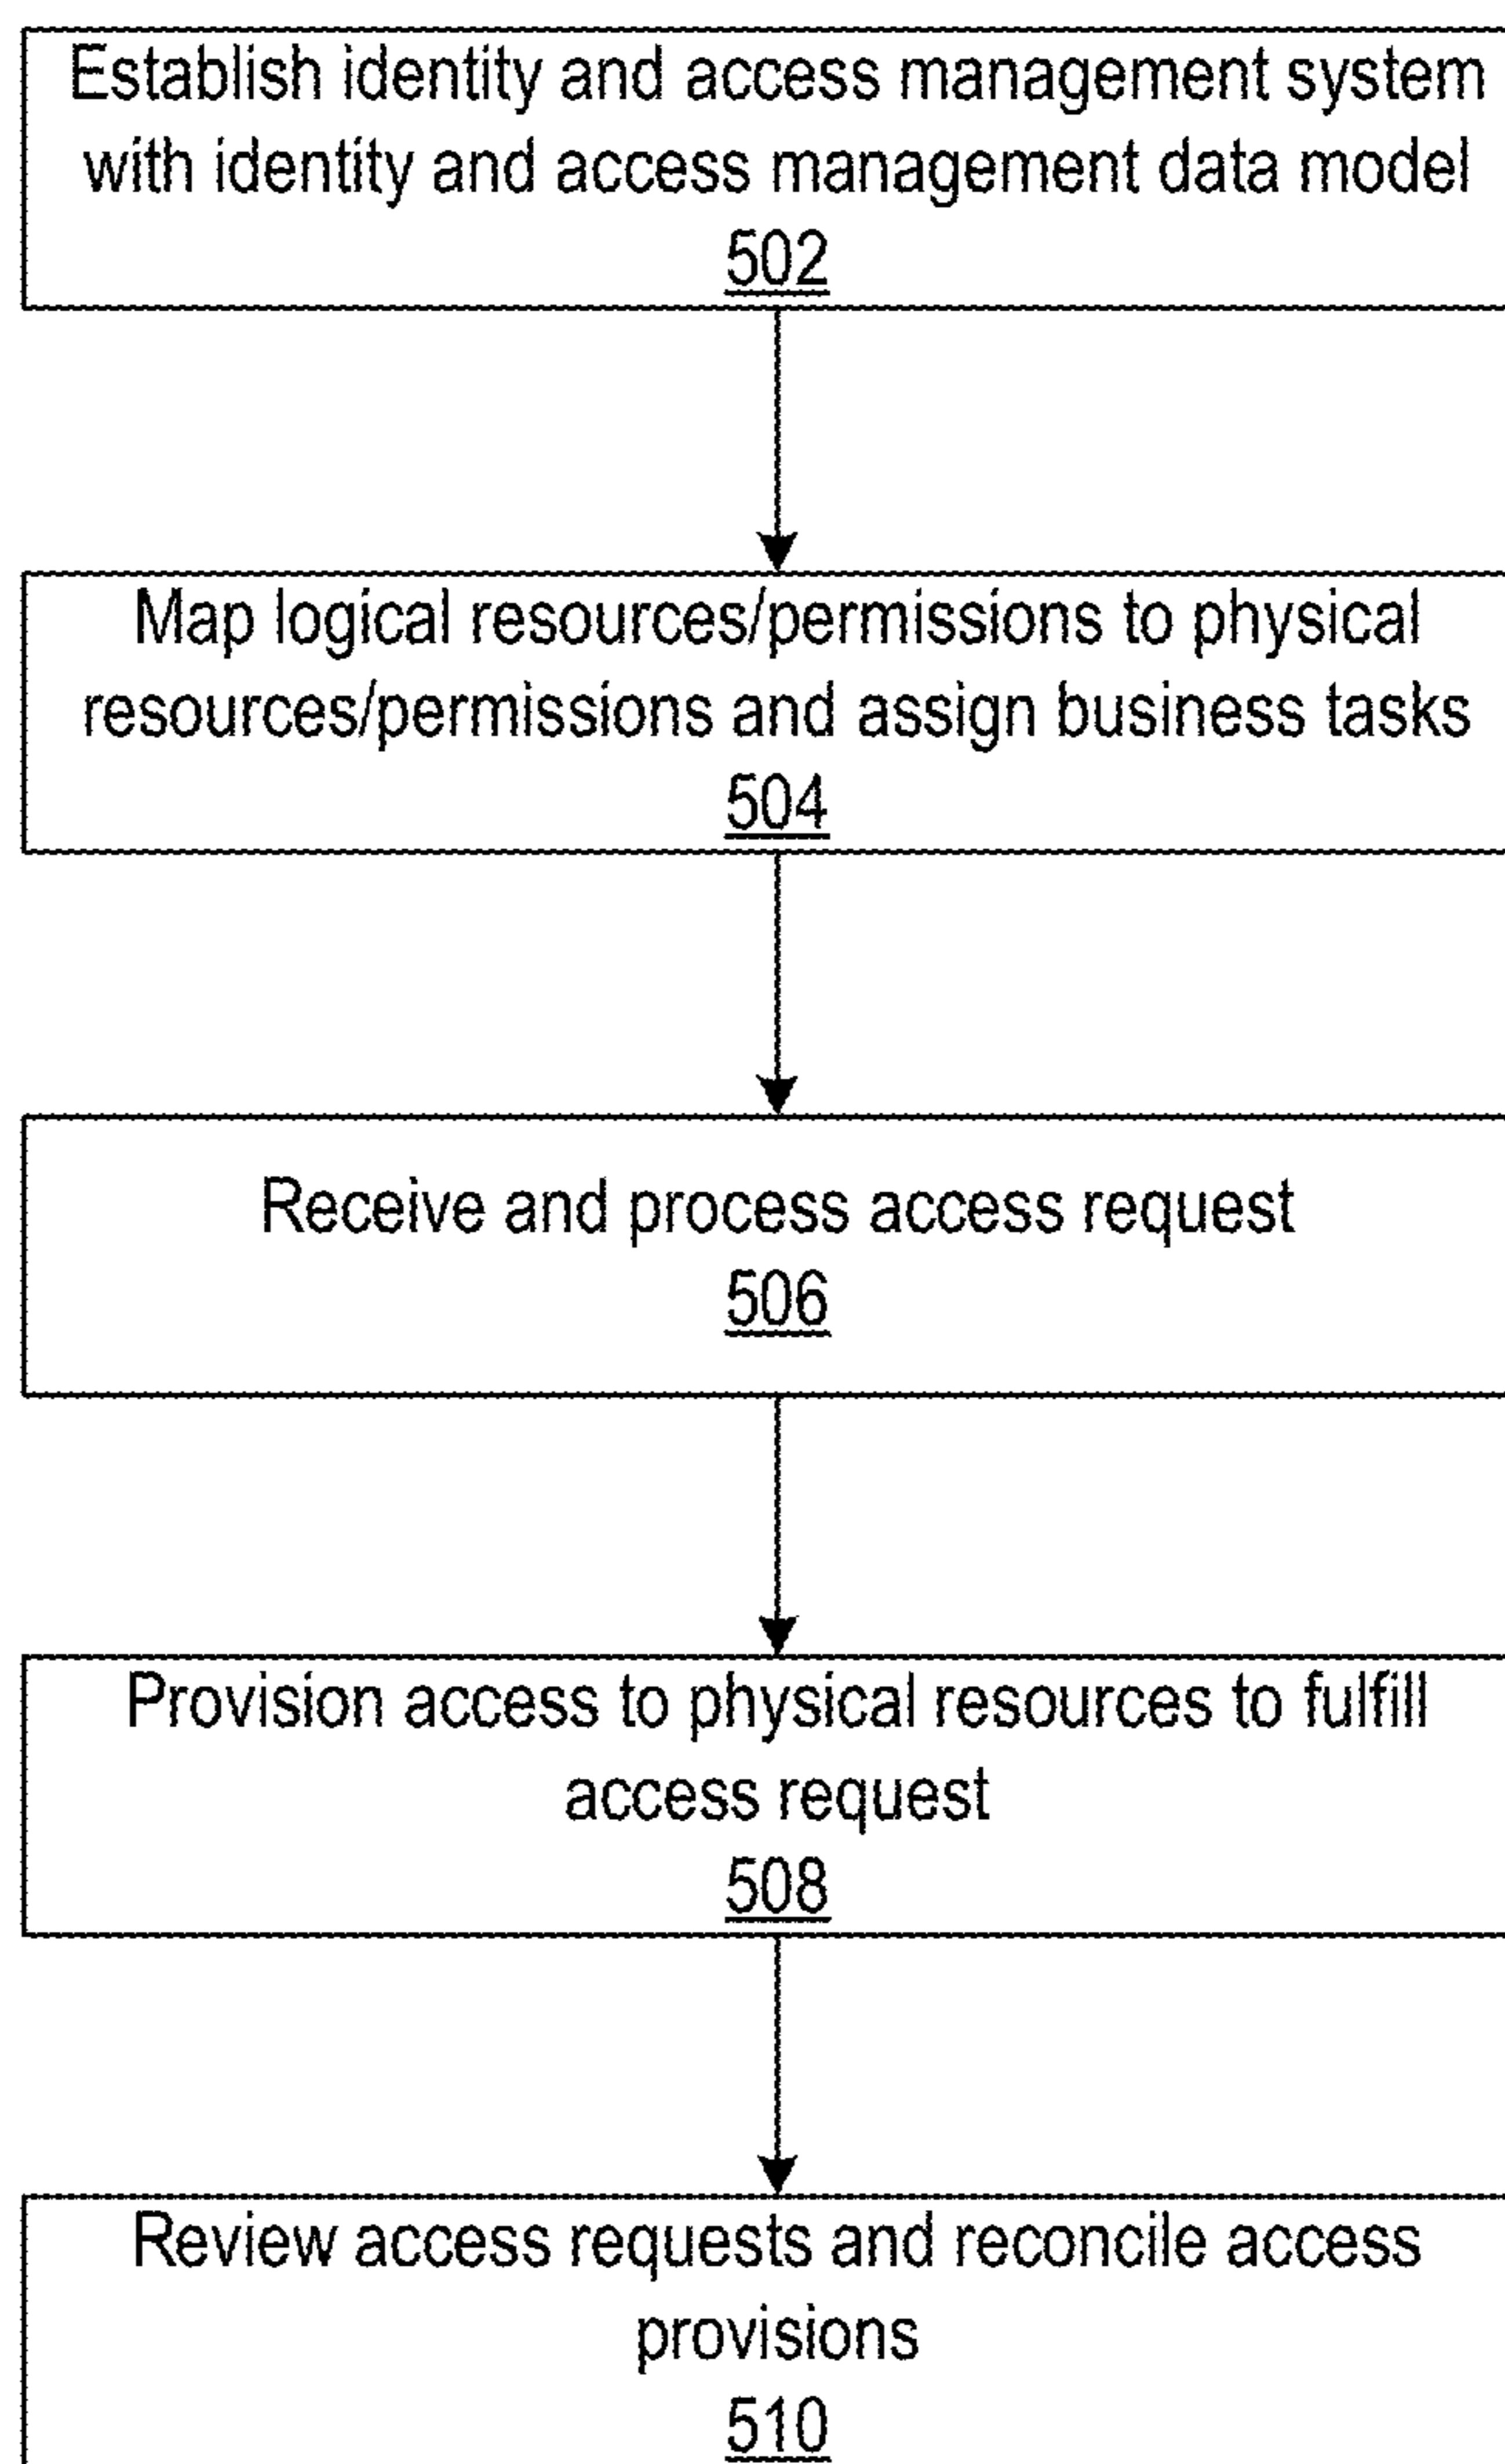 Establish identity and access management system
with identity and access management data model
502
Map logical resources/permissions to physical
resources/permissions and assign business tasks
504
Receive and process access request
506
Provision access to physical resources to fulfill
access request
508
Review access requests and reconcile access
provisions
510